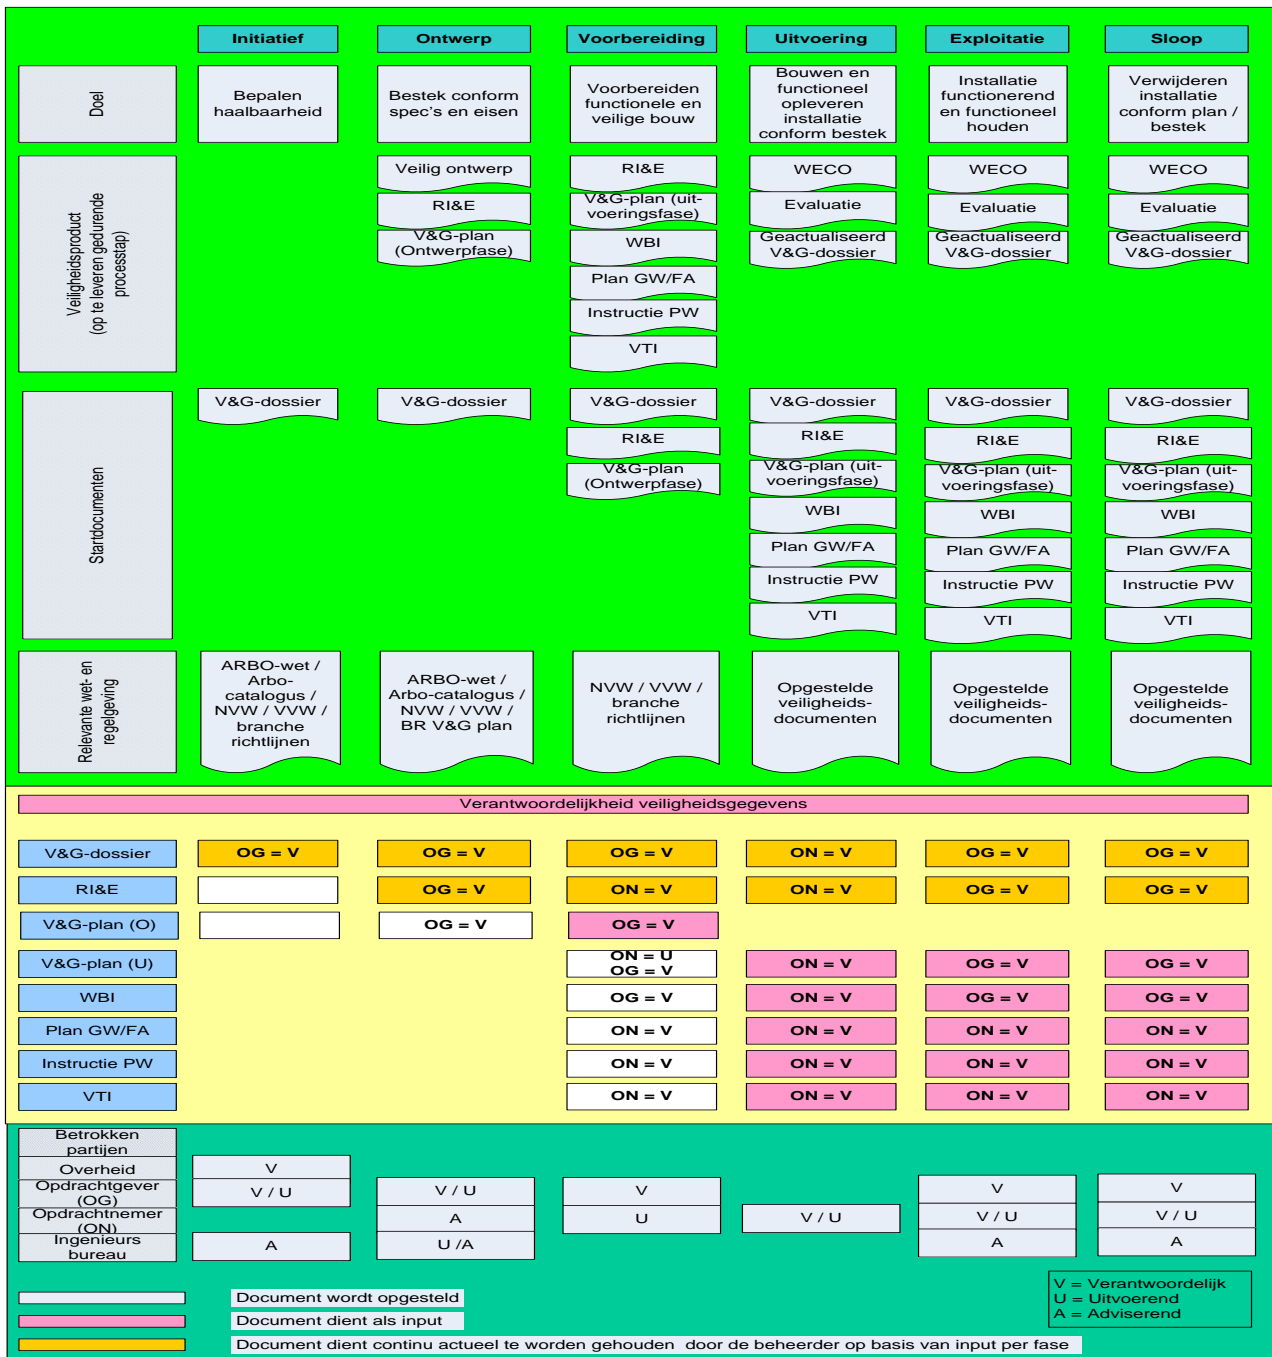 Initiatief
Ontwerp
Voorbereiding
Uitvoering
Exploitatie
Sloop
Doel
Bepalen
haalbaarheid
Bestek conform
spec's en eisen
Voorbereiden
functionele en
veilige bouw
Bouwen en
functioneel
opleveren
installatie
conform bestek
Installatie
functionerend
en functioneel
houden
Verwijderen
installatie
conform plan /
bestek
Veiligheidsproduct
(op te leveren gedurende
processtap)
Veilig ontwerp
RI&E
V&G-plan
(Ontwerpfase)
RI&E
V&G-plan (uit-
voeringsfase)
WBI
Plan GW/FA
Instructie PW
VTI
WECO
Evaluatie
Geactualiseerd
V&G-dossier
WECO
Evaluatie
Geactualiseerd
V&G-dossier
WECO
Evaluatie
Geactualiseerd
V&G-dossier
Startdocumenten
V&G-dossier
V&G-dossier
V&G-dossier
RI&E
V&G-plan
(Ontwerpfase)
V&G-dossier
RI&E
V&G-plan (uit-
voeringsfase)
WBI
Plan GW/FA
Instructie PW
VTI
V&G-dossier
RI&E
V&G-plan (uit-
voeringsfase)
WBI
Plan GW/FA
Instructie PW
VTI
V&G-dossier
RI&E
V&G-plan (uit-
voeringsfase)
WBI
Plan GW/FA
Instructie PW
VTI
Relevante wet- en
regelgeving
ARBO-wet /
Arbo-
catalogus /
NVW / VVW /
branche
richtlijnen
ARBO-wet /
Arbo-catalogus /
NVW / VVW /
BR V&G plan
NVW / VVW /
branche
richtlijnen
Opgestelde
veiligheids-
documenten
Opgestelde
veiligheids-
documenten
Opgestelde
veiligheids-
documenten
Verantwoordelijkheid veiligheidsgegevens
V&G-dossier
OG = V
OG = V
OG = V
ON = V
OG = V
OG = V
RI&E
OG = V
ON = V
ON = V
OG = V
OG = V
V&G-plan (O)
OG = V
OG = V
V&G-plan (U)
ON = U
OG = V
ON = V
OG = V
OG = V
WBI
OG = V
ON = V
OG = V
OG = V
Plan GW/FA
ON = V
ON = V
ON = V
ON = V
Instructie PW
ON = V
ON = V
ON = V
ON = V
VTI
ON = V
ON = V
ON = V
ON = V
Betrokken
partijen
Overheid
V
Opdrachtgever
(OG)
V / U
V / U
V
V
V
Opdrachtnemer
(ON)
A
U
V / U
V / U
V / U
Ingenieurs
bureau
A
U /A
A
A
V = Verantwoordelijk
U = Uitvoerend
A = Adviserend
Document wordt opgesteld
Document dient als input
Document dient continu actueel te worden gehouden door de beheerder op basis van input per fase